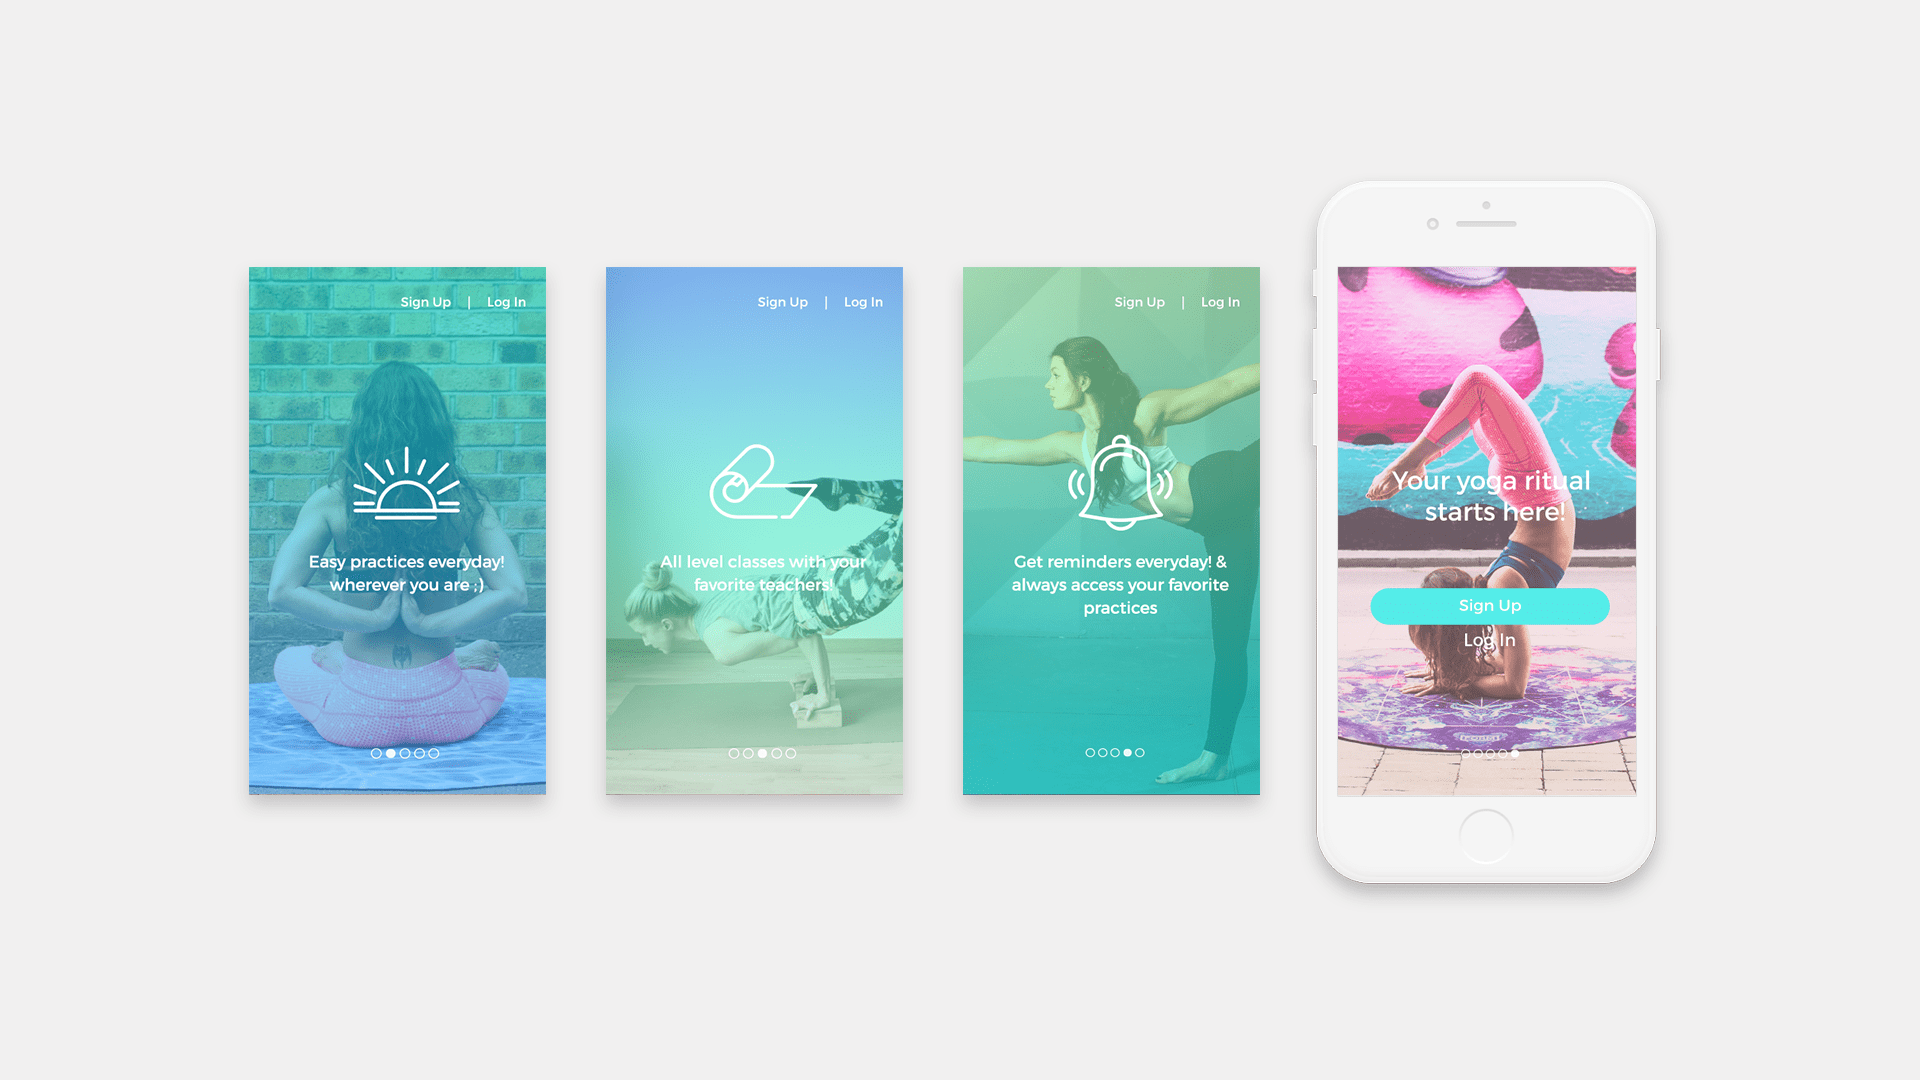 Sign Up | Log In
Easy practices everyday!
wherever you are ;)
Sign Up | Log In
All level classes with your
favorite teachers!
Sign Up | Log In
Get reminders everyday! &
always access your favorite
practices
Your yoga ritual
starts here!
Sign Up
Log In